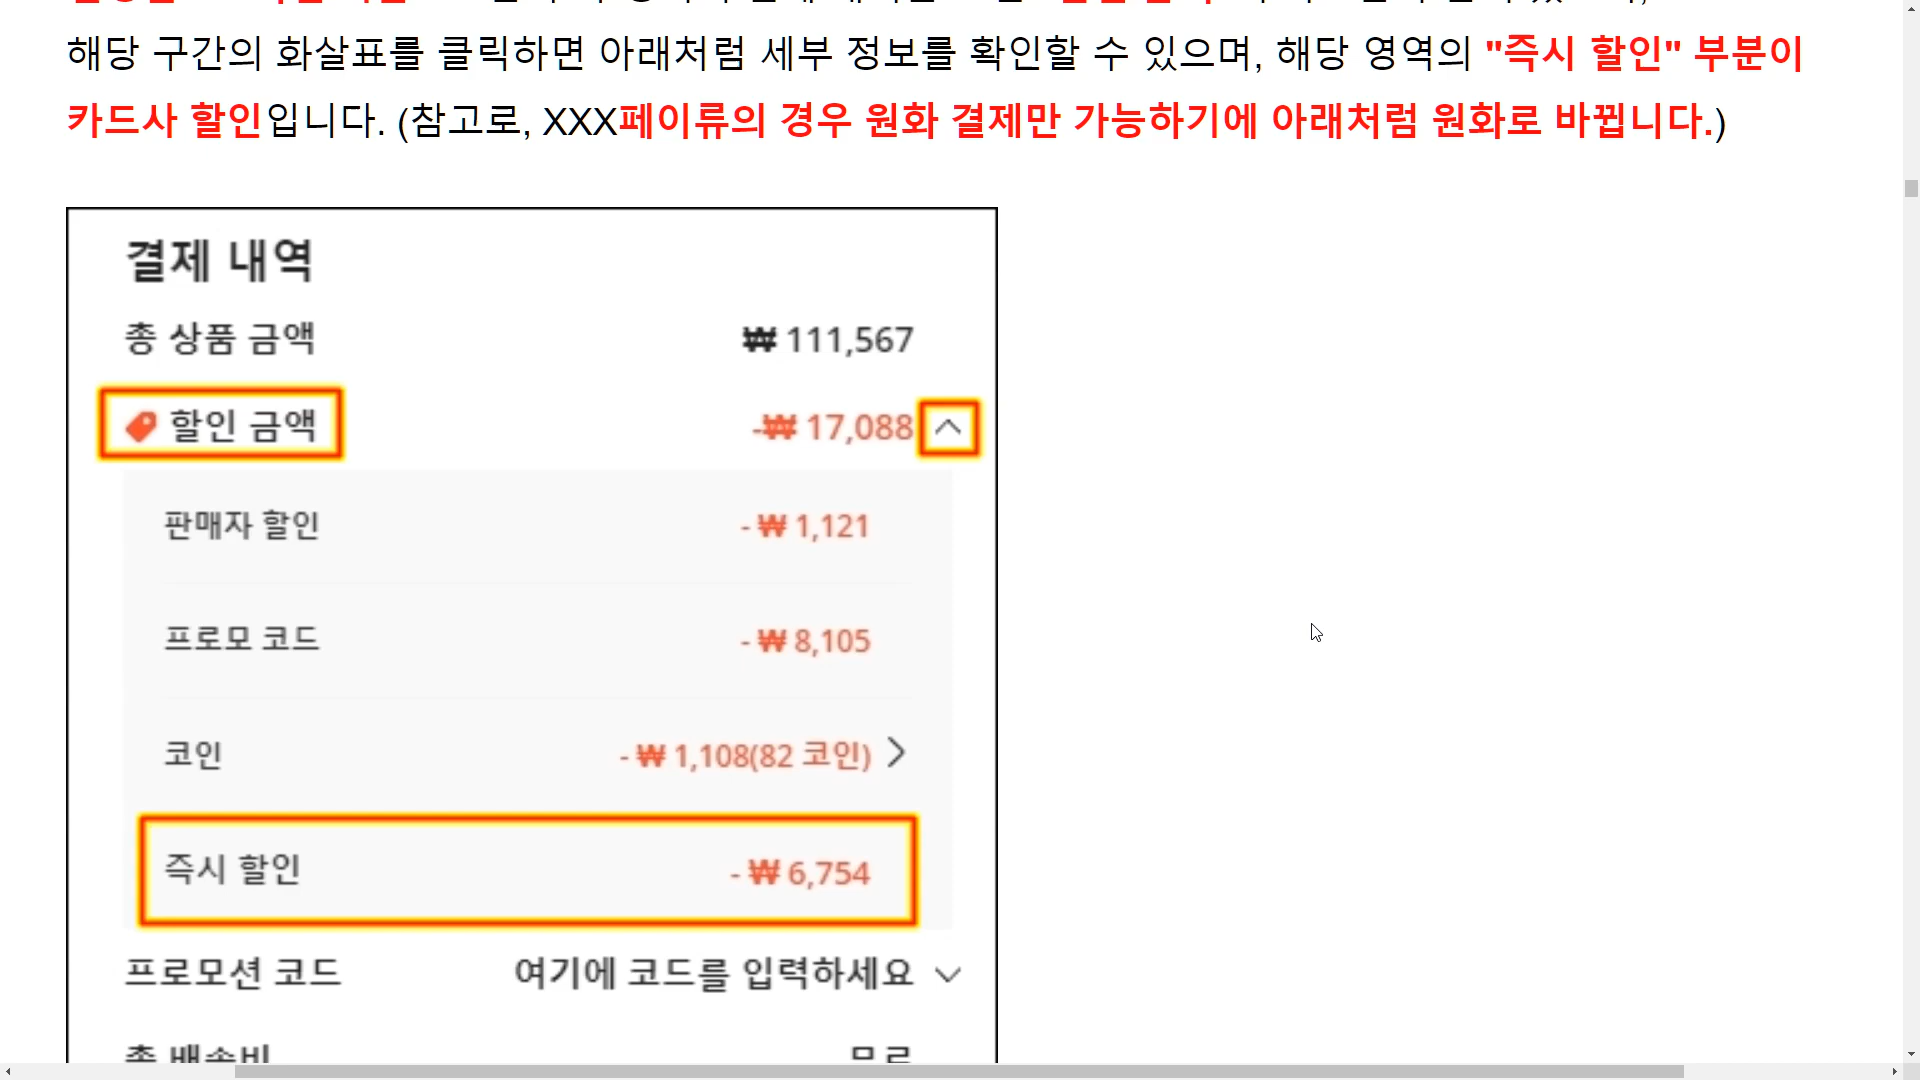 해당 구간의 화살표를 클릭하면 아래처럼 세부 정보를 확인할 수 있으며, 해당 영역의 "즉시 할인" 부분이
카드사 할인입니다. (참고로, XXX페이류의 경우 원화 결제만 가능하기에 아래처럼 원화로 바뀝니다.)
결제 내역
총 상품 금액 ₩ 111,567
할인 금액 -₩ 17,088
판매자 할인 - ₩ 1,121
프로모 코드 - ₩ 8,105
코인 - ₩ 1,108(82 코인)
즉시 할인 - ₩ 6,754
프로모션 코드 여기에 코드를 입력하세요
총 배송비 무료